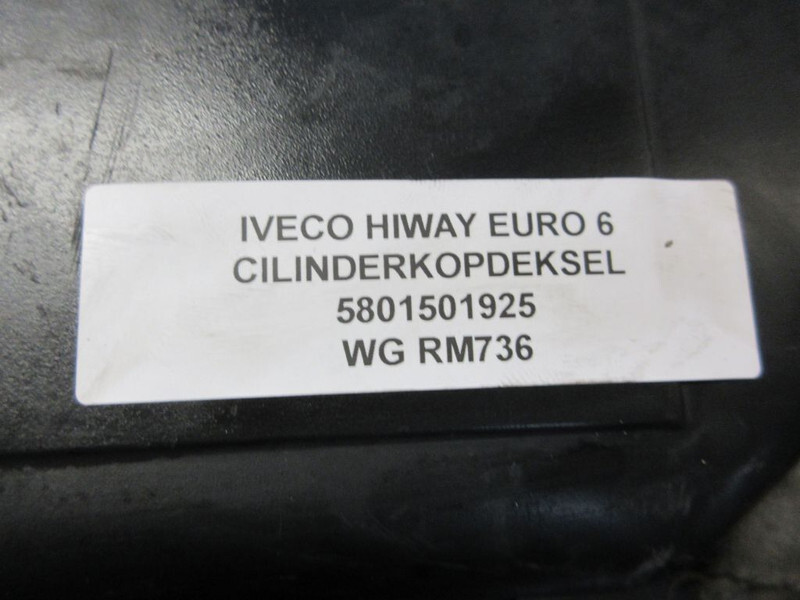 IVECO HIWAY EURO 6
CILINDERKOPDEKSEL
5801501925
WG RM736